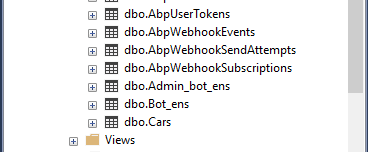 dbo.AbpUserTokens
dbo.AbpWebhookEvents
dbo.AbpWebhookSendAttempts
dbo.AbpWebhookSubscriptions
dbo.Admin_bot_ens
dbo.Bot_ens
dbo.Cars
Views